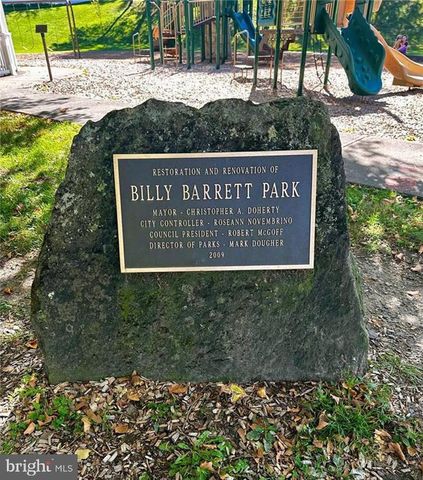 RESTORATION AND RENOVATION OF
BILLY BARRETT PARK
MAYOR - CHRISTOPHER A. DOHERTY
CITY CONTROLLER - ROSEANN NOVEMBRINO
COUNCIL PRESIDENT - ROBERT McGOFF
DIRECTOR OF PARKS - MARK DOUGHER
2009
bright MLS